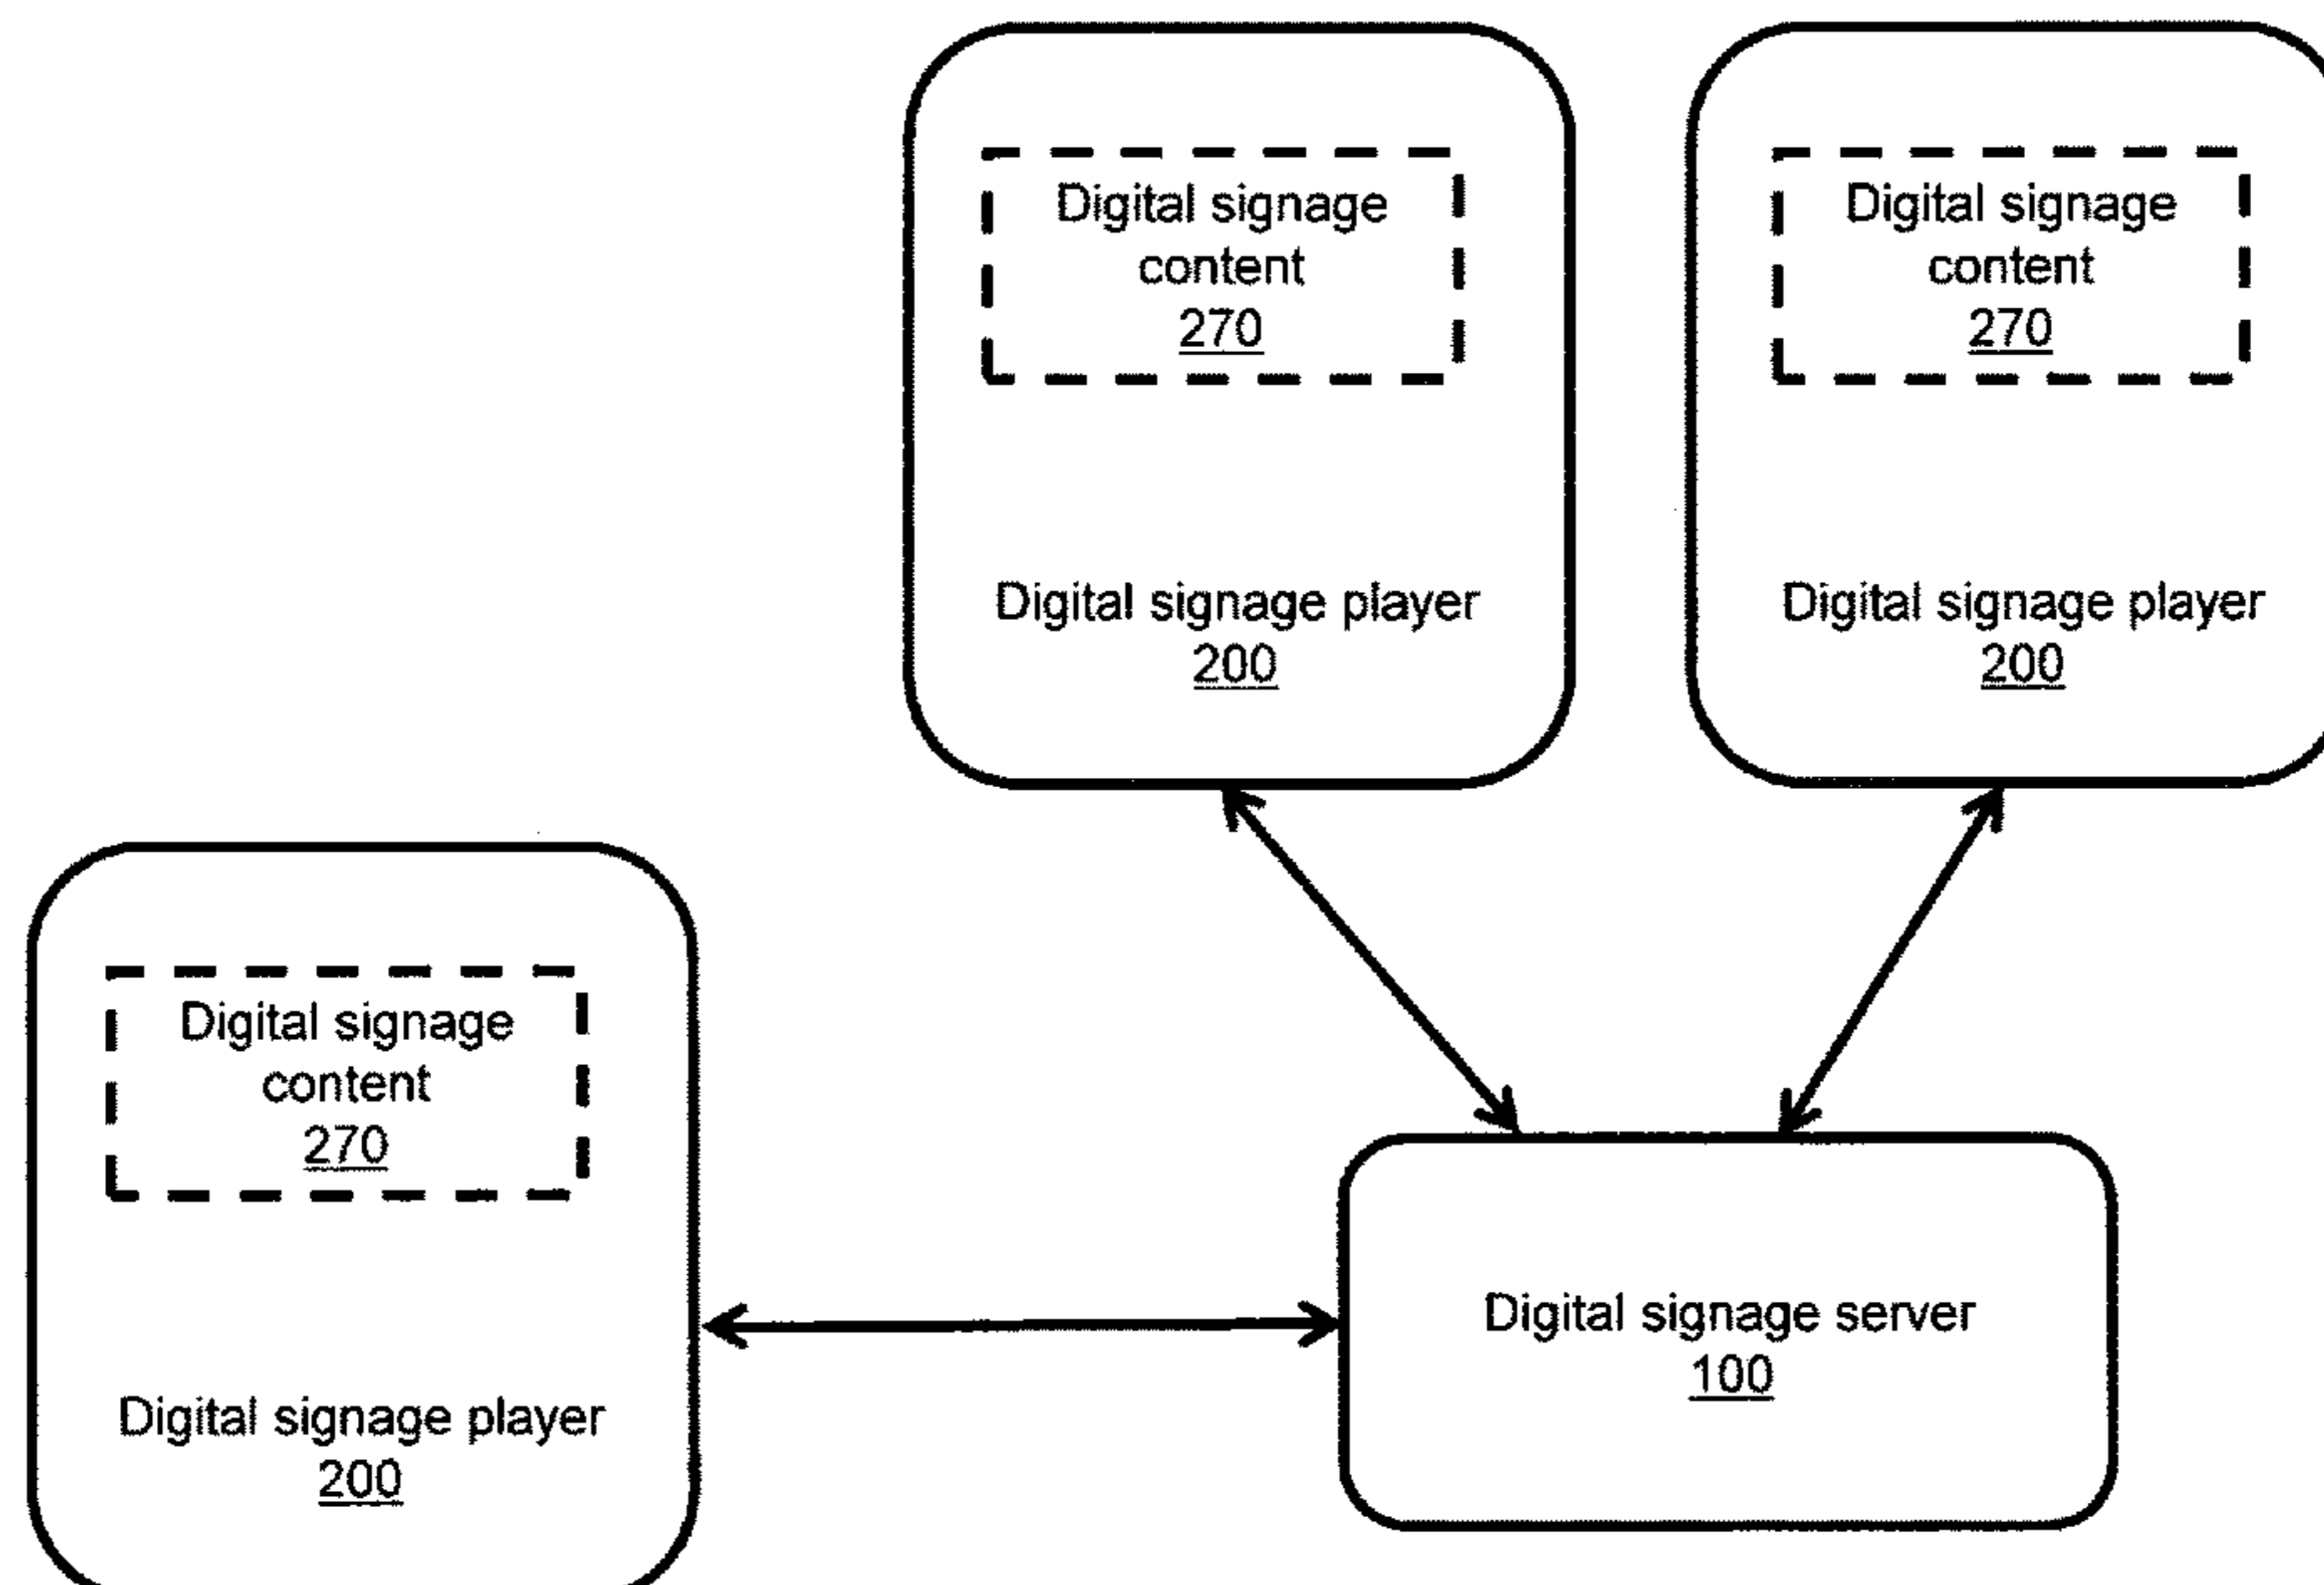 Digital signage
content
270
Digital signage player
200
Digital signage
content
270
Digital signage player
200
Digital signage
content
270
Digital signage player
200
Digital signage server
100